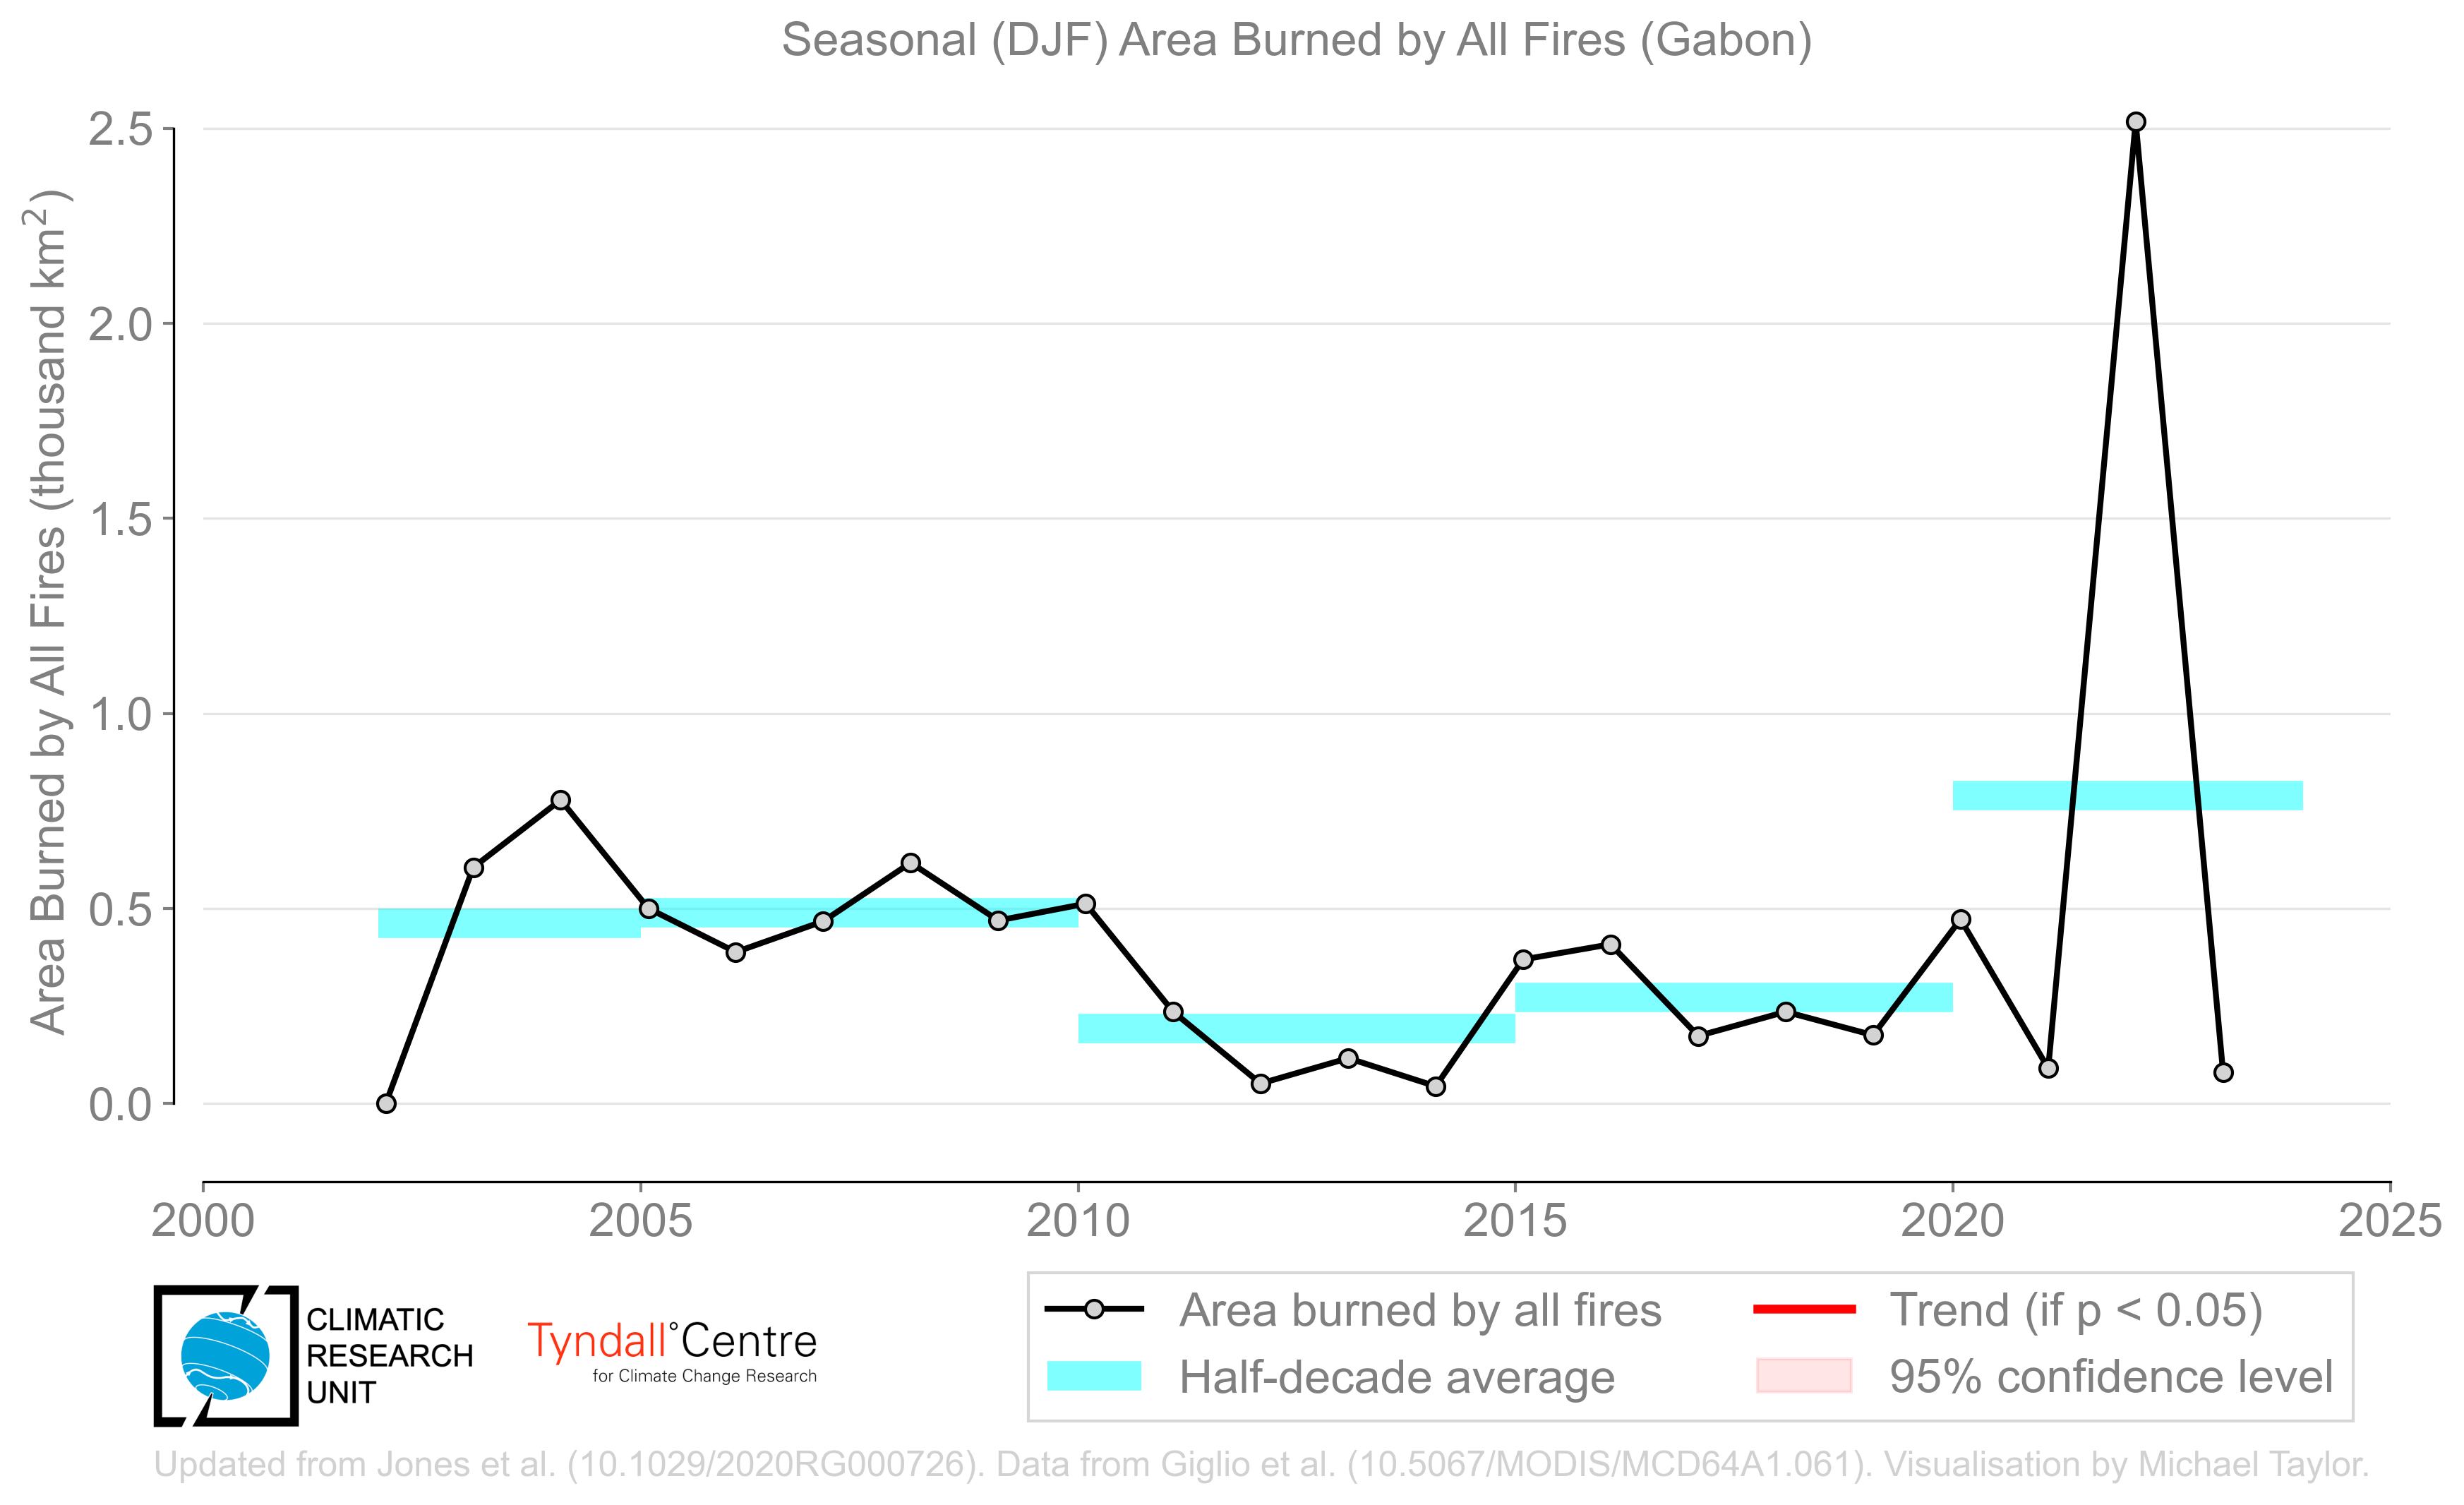 Seasonal (DJF) Area Burned by All Fires (Gabon)
Area Burned by All Fires (thousand km²)
2.5
2.0
1.5
1.0
0.5
0.0
2000 2005 2010 2015 2020 2025
CLIMATIC
RESEARCH
UNIT
Tyndall°Centre
for Climate Change Research
Area burned by all fires
Half-decade average
Trend (if p < 0.05)
95% confidence level
Updated from Jones et al. (10.1029/2020RG000726). Data from Giglio et al. (10.5067/MODIS/MCD64A1.061). Visualisation by Michael Taylor.